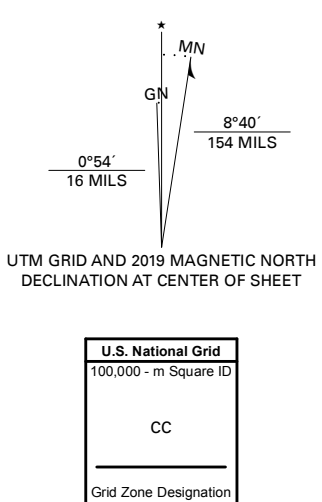 ★
MN
GN
8°40´
154 MILS
0°54´
16 MILS
UTM GRID AND 2019 MAGNETIC NORTH
DECLINATION AT CENTER OF SHEET
U.S. National Grid
100,000 - m Square ID
CC
Grid Zone Designation